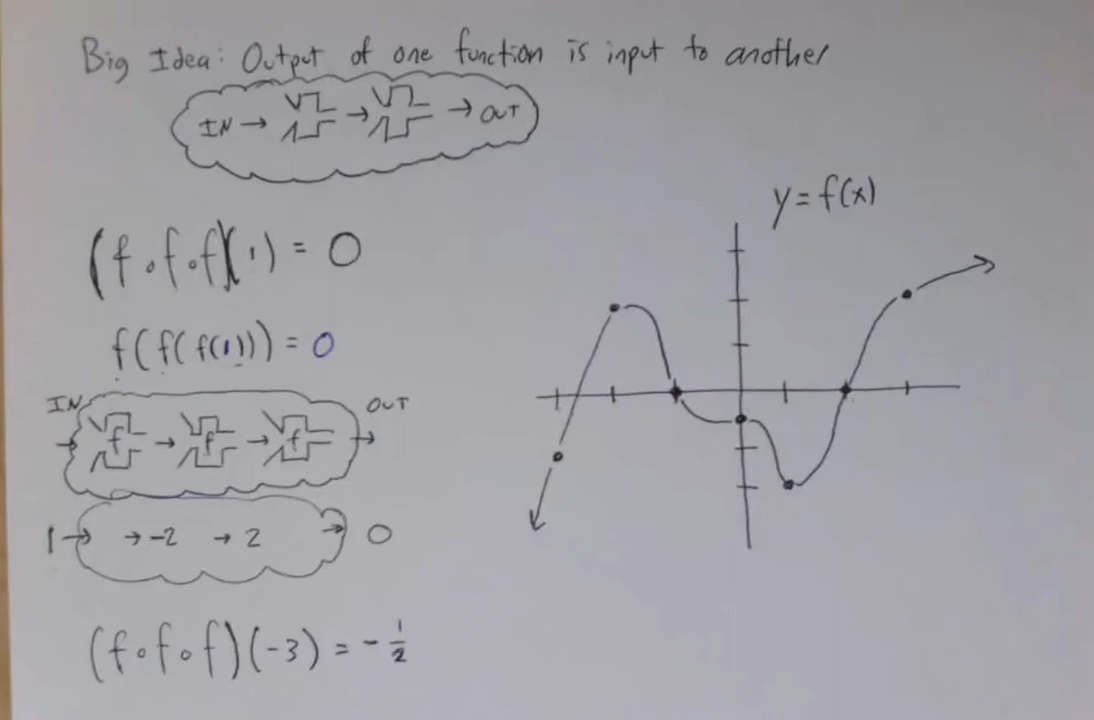 Big Idea: Output of one function is input to another
IN → → → OUT
y = f(x)
(f∘f∘f)(1) = 0
f(f(f(1))) = 0
IN OUT
→ f → f → f →
1 → → -2 → 2 → 0
(f∘f∘f)(-3) = -1/2